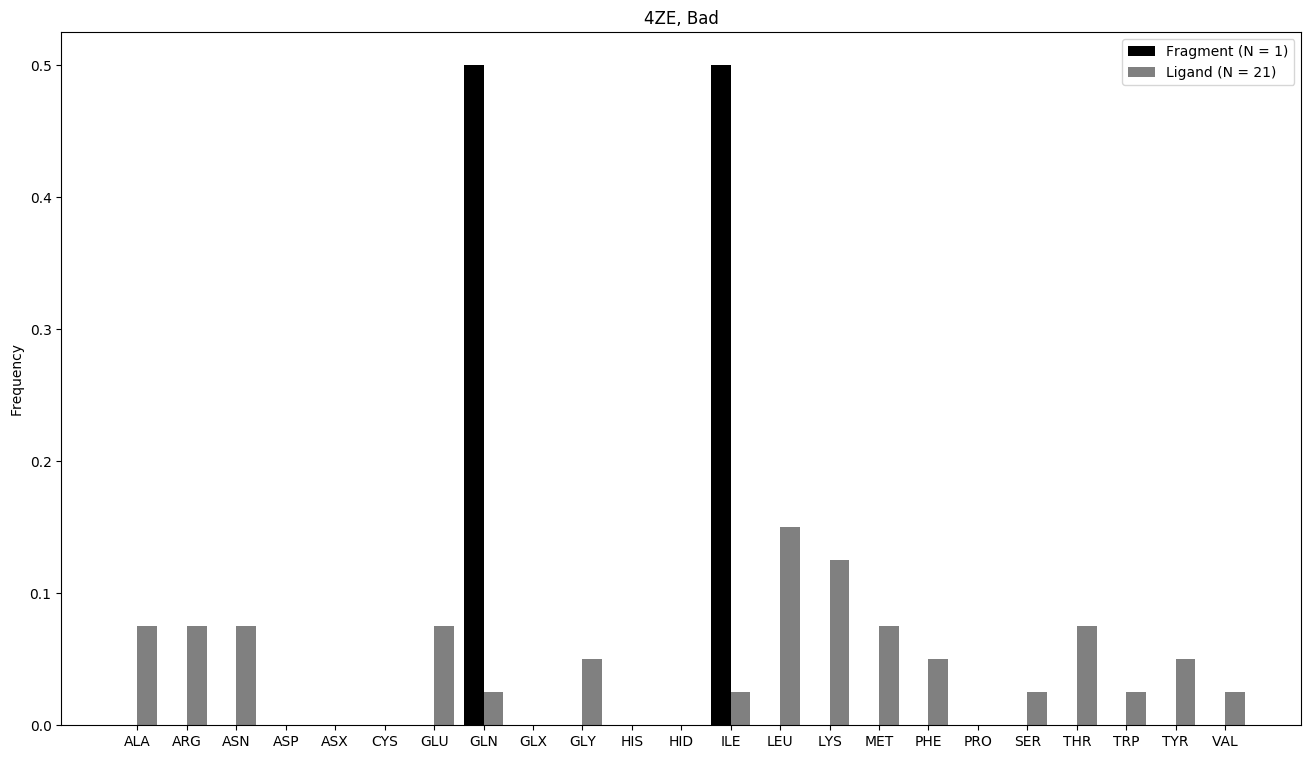 4ZE, Bad
Fragment (N = 1)
Ligand (N = 21)
Frequency
0.5
0.4
0.3
0.2
0.1
0.0
ALA ARG ASN ASP ASX CYS GLU GLN GLX GLY HIS HID ILE LEU LYS MET PHE PRO SER THR TRP TYR VAL